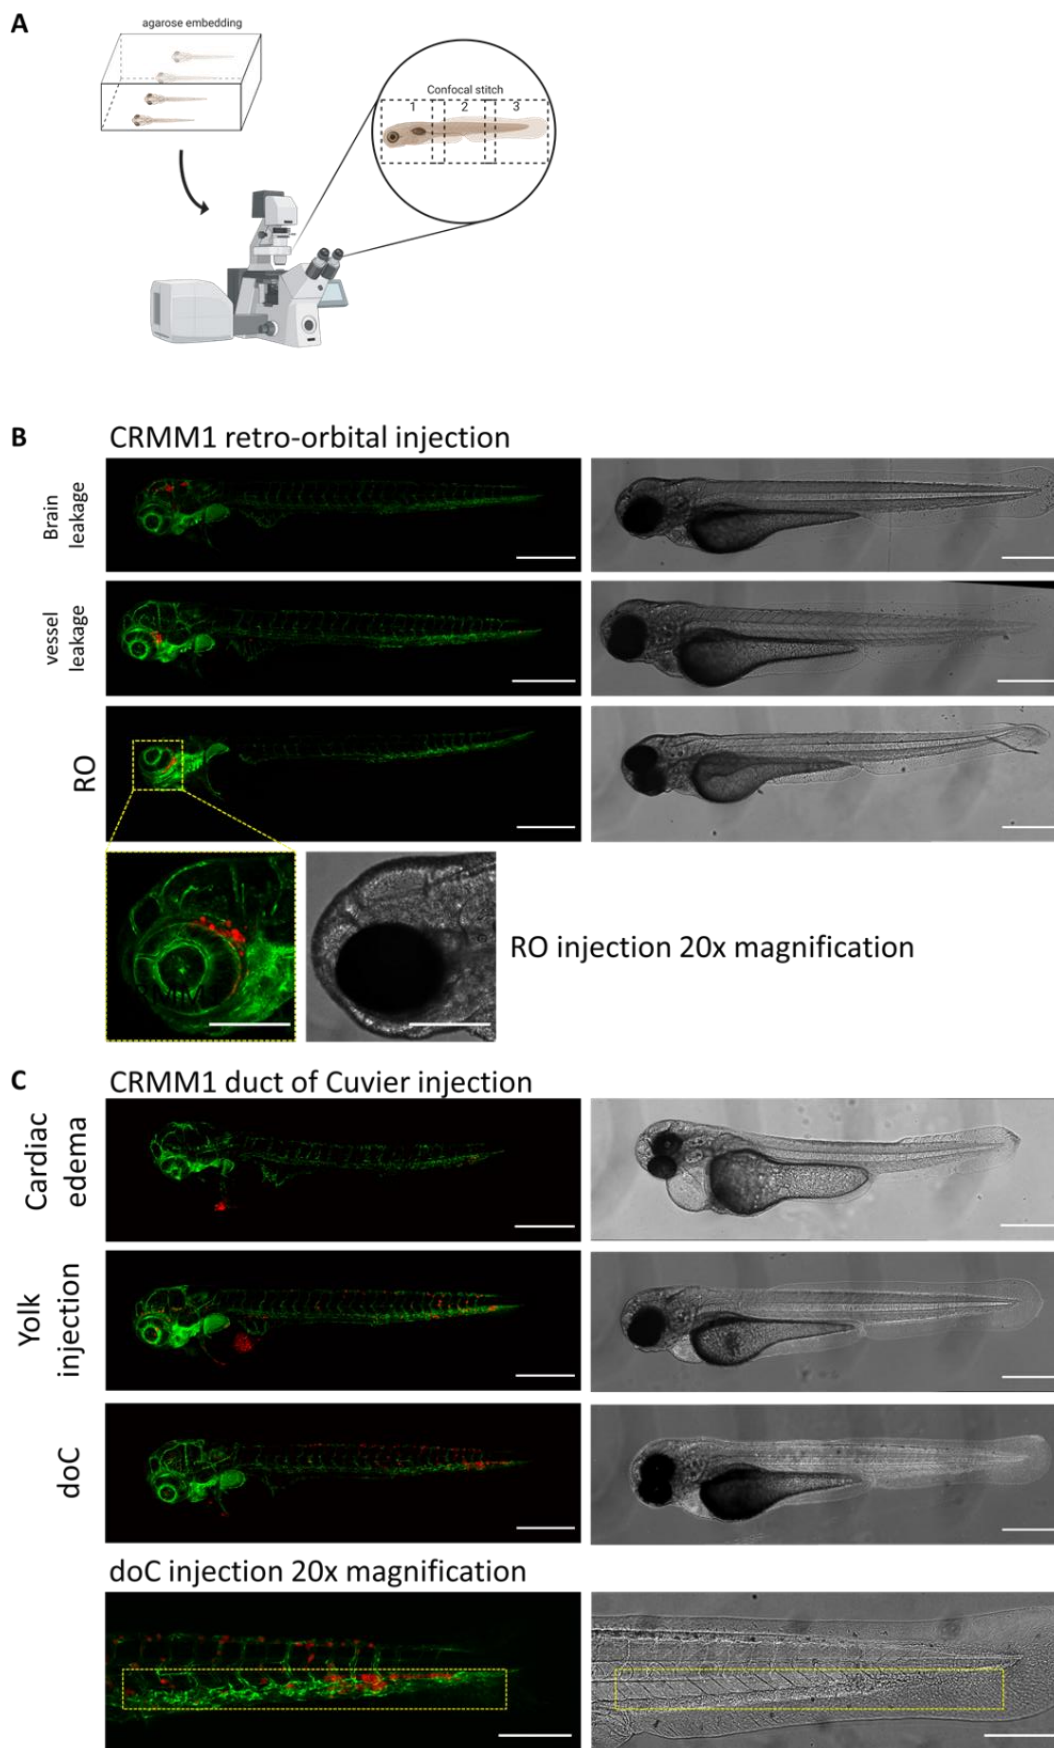 A
agarose embedding
Confocal stitch
1 2 3
B
CRMM1 retro-orbital injection
Brain
leakage
vessel
leakage
RO
RO injection 20x magnification
C
CRMM1 duct of Cuvier injection
Cardiac
edema
Yolk
injection
doC
doC injection 20x magnification